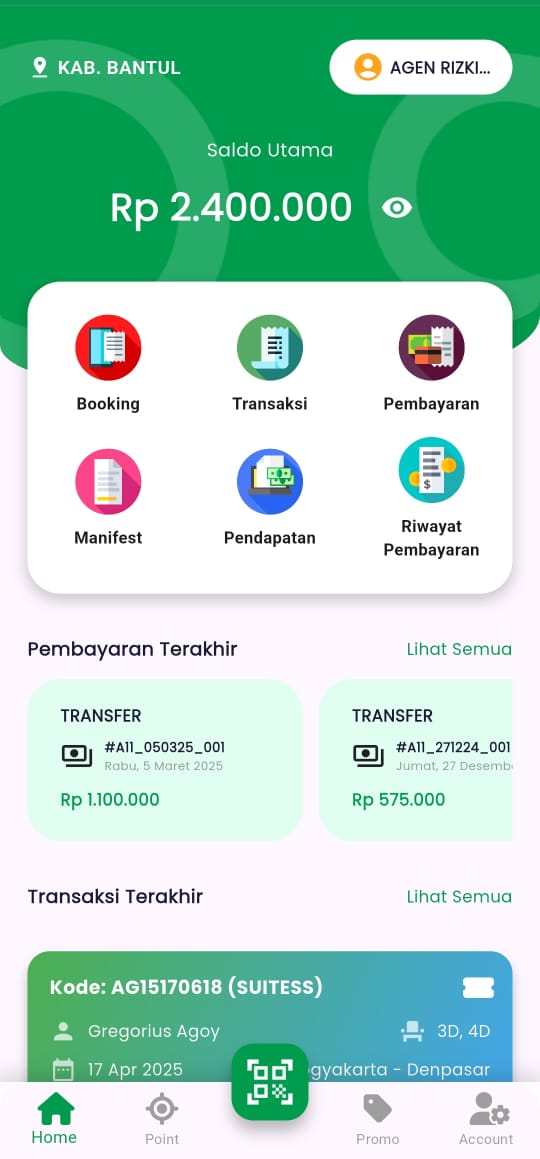 KAB. BANTUL
AGEN RIZKI...
Saldo Utama
Rp 2.400.000
Booking
Transaksi
Pembayaran
Manifest
Pendapatan
Riwayat
Pembayaran
Pembayaran Terakhir
Lihat Semua
TRANSFER
#A11_050325_001
Rabu, 5 Maret 2025
Rp 1.100.000
TRANSFER
#A11_271224_001
Jumat, 27 Desemb
Rp 575.000
Transaksi Terakhir
Lihat Semua
Kode: AG15170618 (SUITESS)
Gregorius Agoy
3D, 4D
17 Apr 2025
gyakarta - Denpasar
Home
Point
Promo
Account